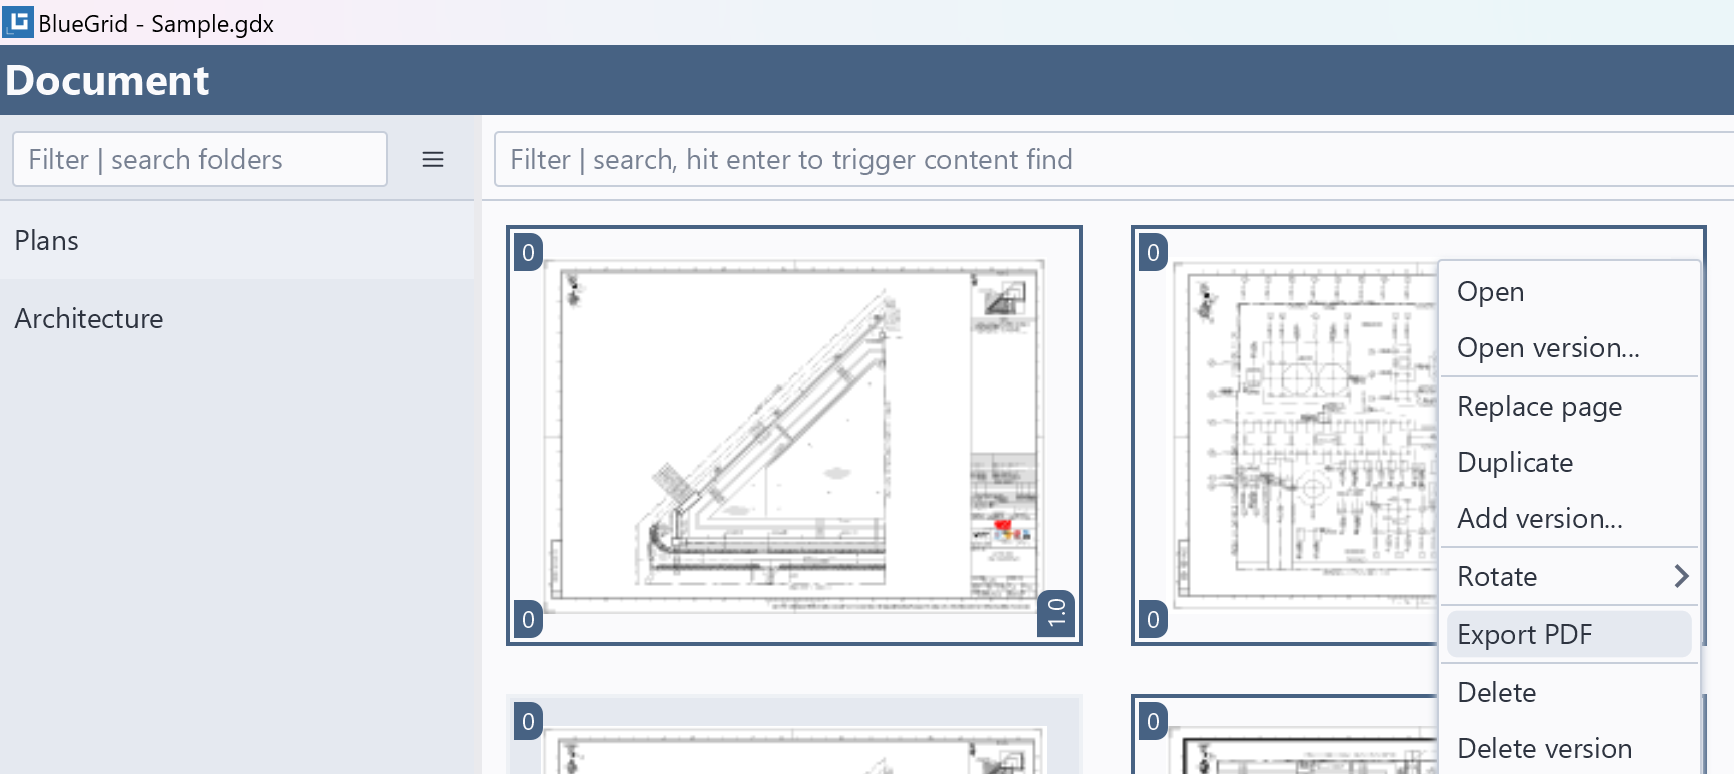 BlueGrid - Sample.gdx
Document
Filter | search folders
Filter | search, hit enter to trigger content find
Plans
Architecture
0
0
1.0
0
0
Open
Open version...
Replace page
Duplicate
Add version...
Rotate
Export PDF
Delete
Delete version
0
0